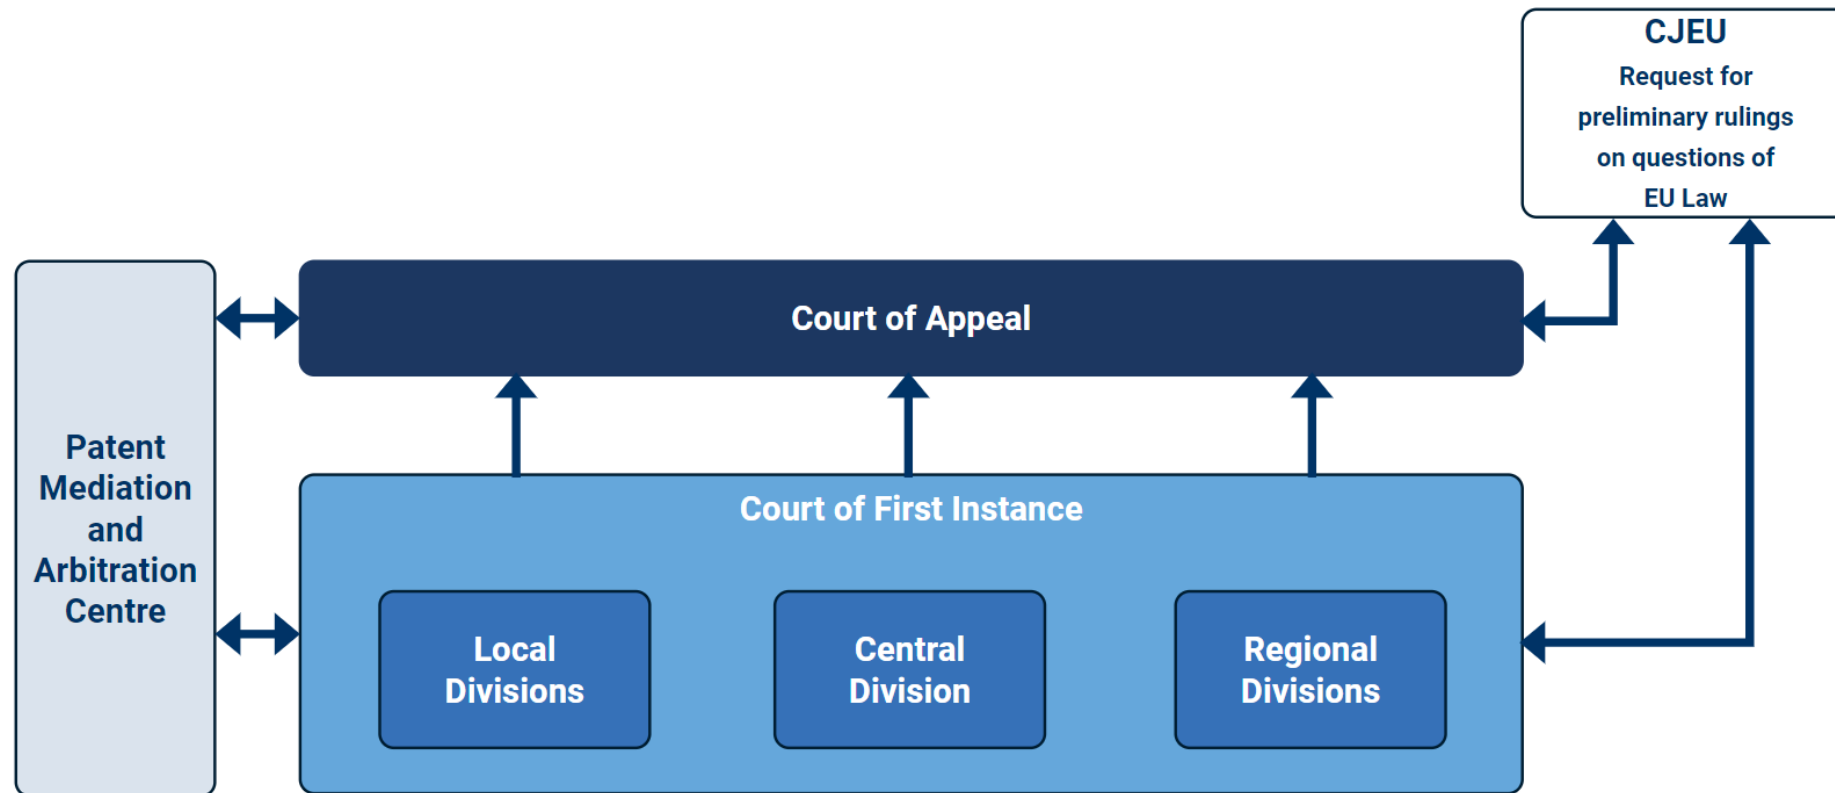 CJEU
Request for
preliminary rulings
on questions of
EU Law
Court of Appeal
Patent
Mediation
and
Arbitration
Centre
Court of First Instance
Local
Divisions
Central
Division
Regional
Divisions